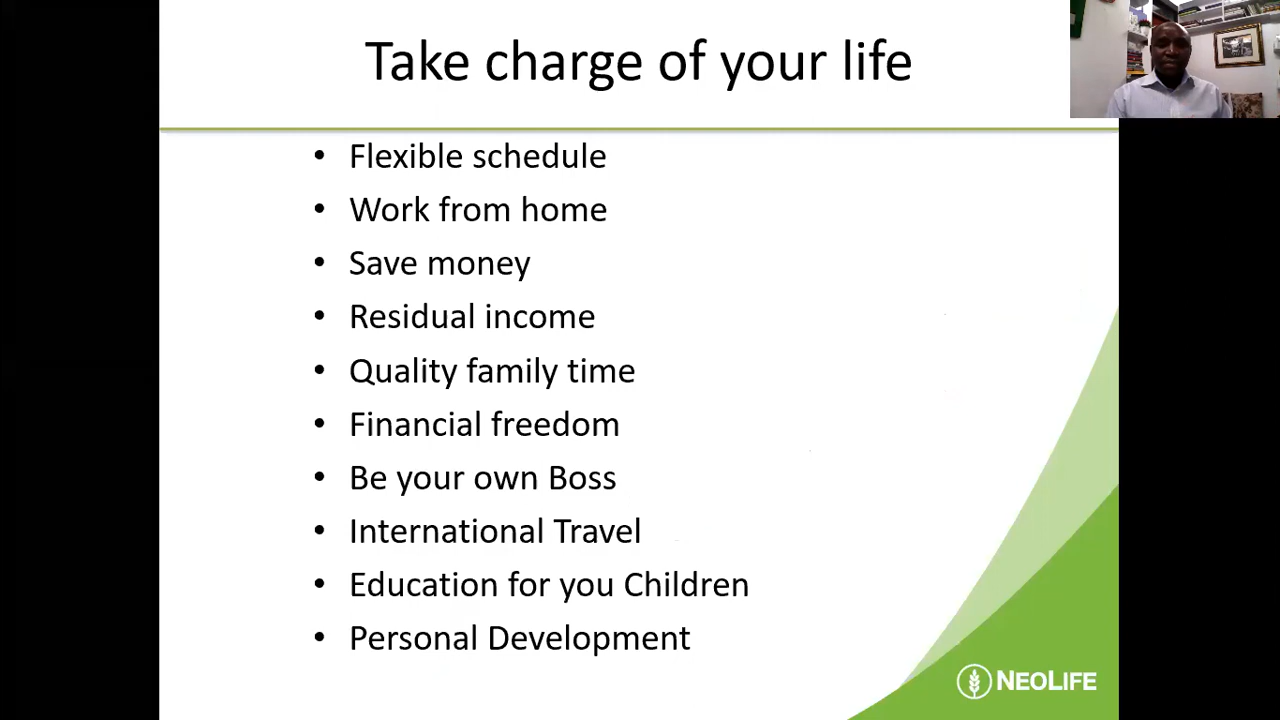 Take charge of your life
• Flexible schedule
• Work from home
• Save money
• Residual income
• Quality family time
• Financial freedom
• Be your own Boss
• International Travel
• Education for you Children
• Personal Development
NEOLIFE